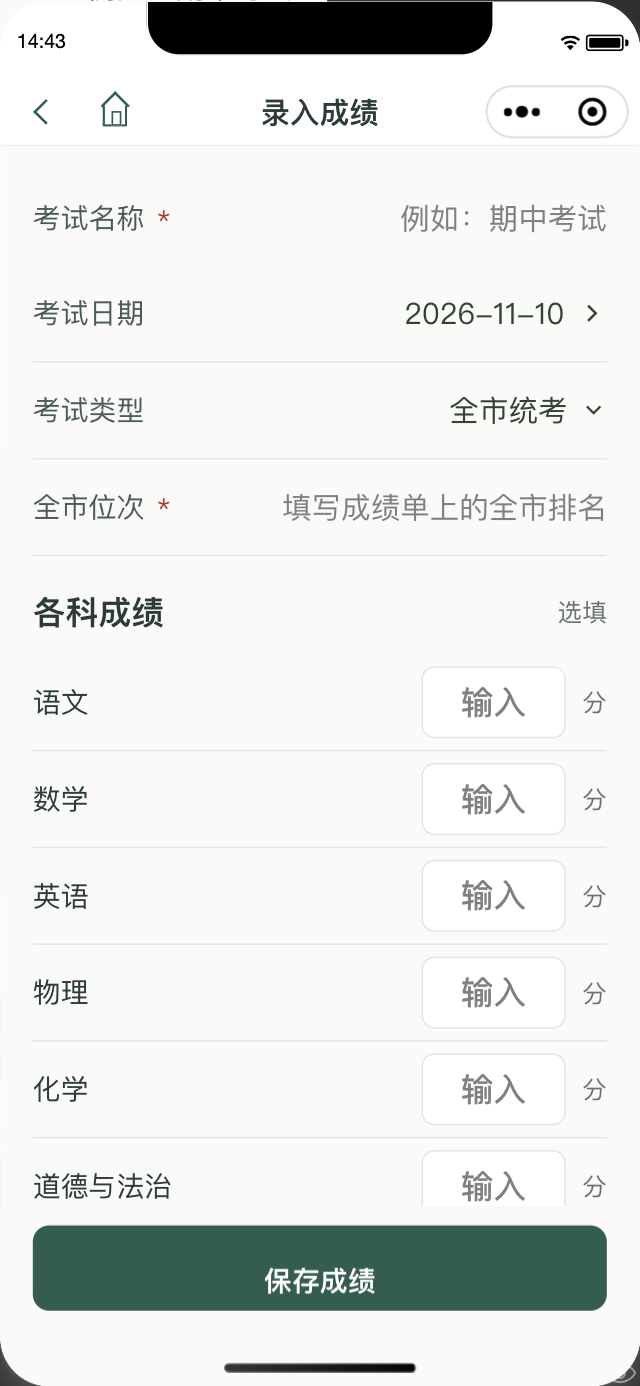 14:43
录入成绩
考试名称 * 例如：期中考试
考试日期 2026-11-10
考试类型 全市统考
全市位次 * 填写成绩单上的全市排名
各科成绩 选填
语文 输入 分
数学 输入 分
英语 输入 分
物理 输入 分
化学 输入 分
道德与法治 输入 分
保存成绩